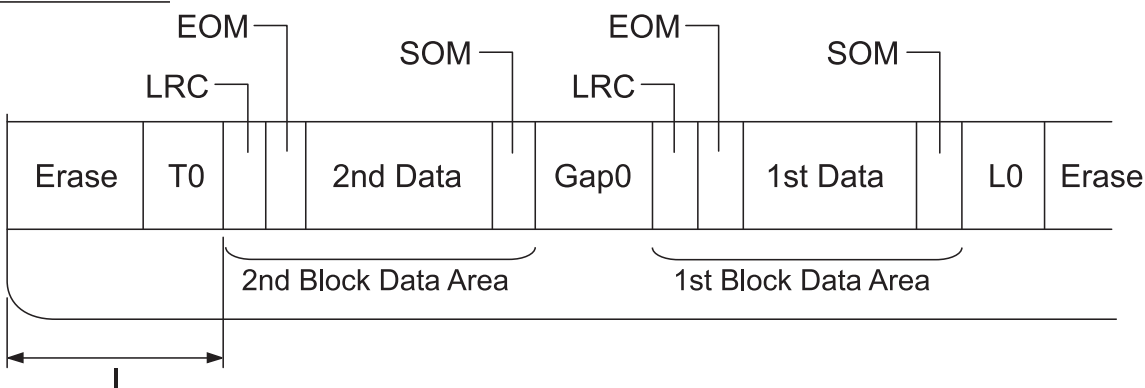 EOM
EOM
SOM
SOM
LRC
LRC
Erase T0 2nd Data Gap0 1st Data L0 Erase
2nd Block Data Area
1st Block Data Area